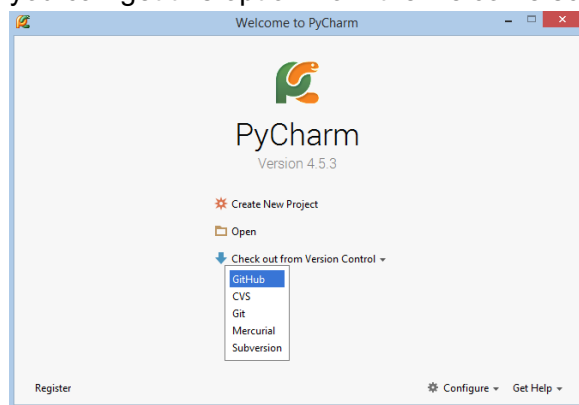 Welcome to PyCharm
PyCharm
Version 4.5.3
Create New Project
Open
Check out from Version Control
GitHub
CVS
Git
Mercurial
Subversion
Register
Configure
Get Help